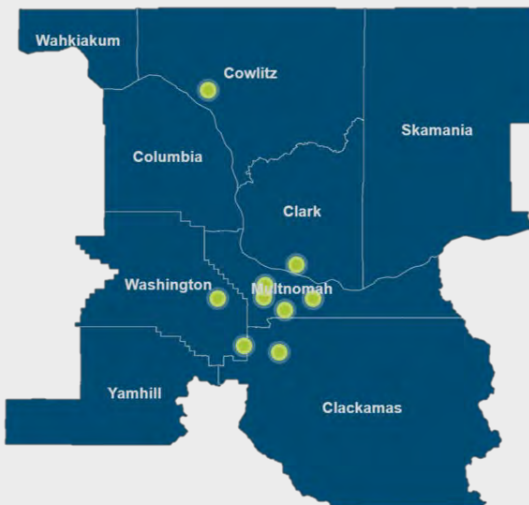 Wahkiakum
Cowlitz
Skamania
Columbia
Clark
Washington
Multnomah
Yamhill
Clackamas